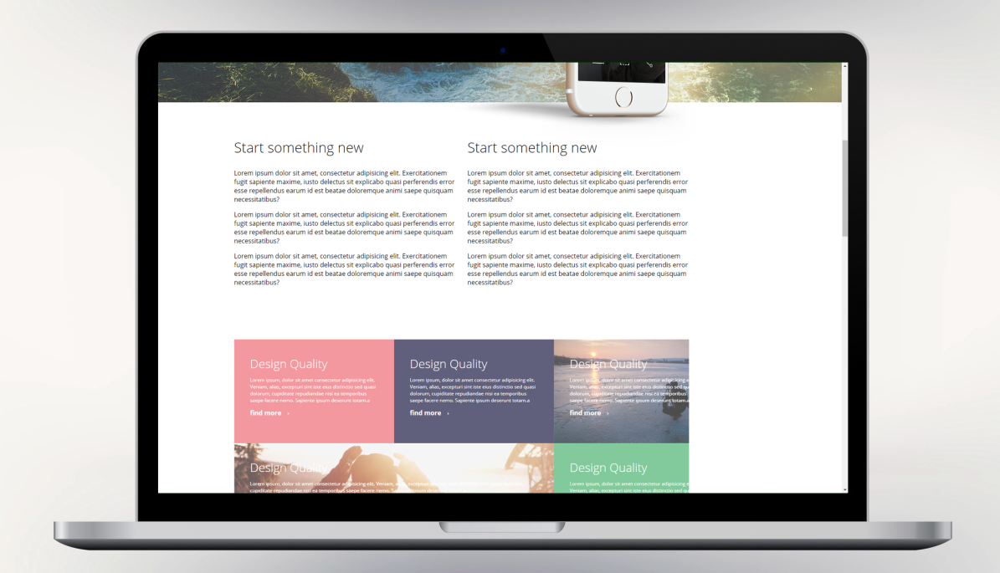 Start something new
Lorem ipsum dolor sit amet, consectetur adipisicing elit. Exercitationem
fugit sapiente maxime, iusto delectus sit explicabo quasi perferendis error
esse repellendus earum id est beatae doloremque animi saepe quisquam
necessitatibus?
Lorem ipsum dolor sit amet, consectetur adipisicing elit. Exercitationem
fugit sapiente maxime, iusto delectus sit explicabo quasi perferendis error
esse repellendus earum id est beatae doloremque animi saepe quisquam
necessitatibus?
Lorem ipsum dolor sit amet, consectetur adipisicing elit. Exercitationem
fugit sapiente maxime, iusto delectus sit explicabo quasi perferendis error
esse repellendus earum id est beatae doloremque animi saepe quisquam
necessitatibus?
Start something new
Lorem ipsum dolor sit amet, consectetur adipisicing elit. Exercitationem
fugit sapiente maxime, iusto delectus sit explicabo quasi perferendis error
esse repellendus earum id est beatae doloremque animi saepe quisquam
necessitatibus?
Lorem ipsum dolor sit amet, consectetur adipisicing elit. Exercitationem
fugit sapiente maxime, iusto delectus sit explicabo quasi perferendis error
esse repellendus earum id est beatae doloremque animi saepe quisquam
necessitatibus?
Lorem ipsum dolor sit amet, consectetur adipisicing elit. Exercitationem
fugit sapiente maxime, iusto delectus sit explicabo quasi perferendis error
esse repellendus earum id est beatae doloremque animi saepe quisquam
necessitatibus?
Design Quality
Lorem ipsum, dolor sit amet consectetur adipisicing elit.
Veniam, alias, excepturi sint iste eius distinctio sed quasi
dolorum, cupiditate repudiandae nisi ea temporibus
saepe facere nemo. Sapiente ipsum deserunt totam.a
find more ›
Design Quality
Lorem ipsum, dolor sit amet consectetur adipisicing elit.
Veniam, alias, excepturi sint iste eius distinctio sed quasi
dolorum, cupiditate repudiandae nisi ea temporibus
saepe facere nemo. Sapiente ipsum deserunt totam.a
find more ›
Design Quality
Lorem ipsum, dolor sit amet consectetur adipisicing e
Veniam, alias, excepturi sint iste eius distinctio sed qu
dolorum, cupiditate repudiandae nisi ea temporibus
saepe facere nemo. Sapiente ipsum deserunt totam.a
find more ›
Design Quality
Lorem ipsum, dolor sit amet consectetur adipisicing elit. Veniam,
cupiditate repudiandae nisi ea temporibus saepe facere nemo.
Design Quality
Lorem ipsum, dolor sit amet consectetur adipisicing e